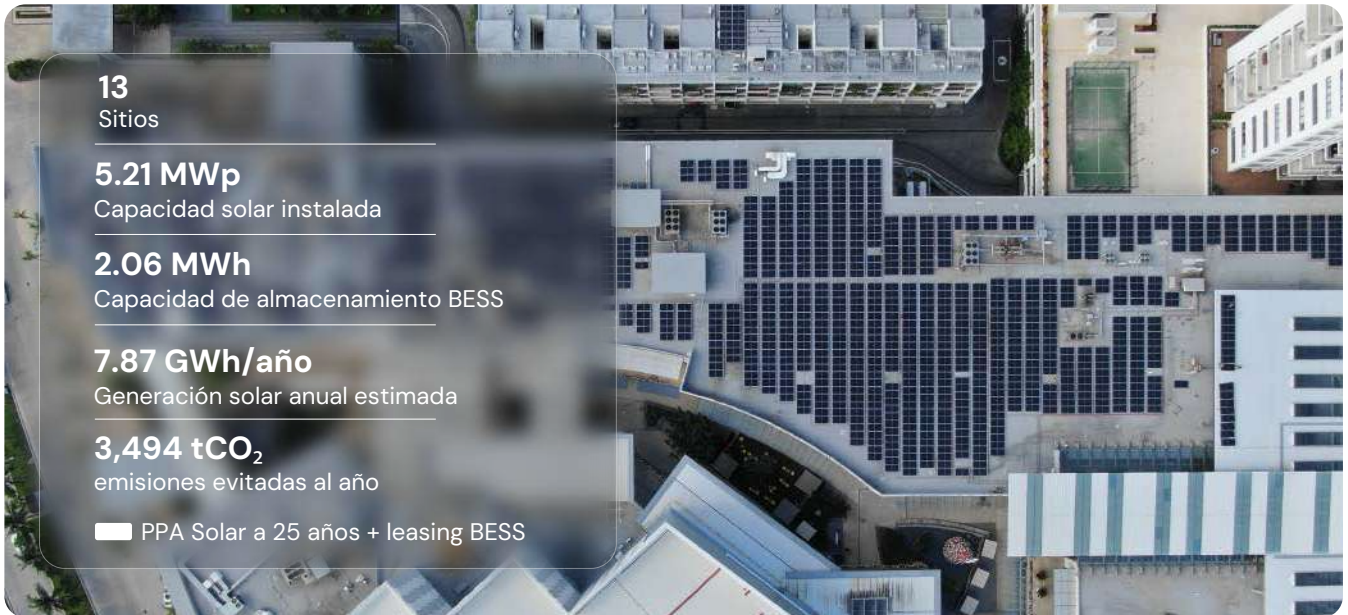 13
Sitios
5.21 MWp
Capacidad solar instalada
2.06 MWh
Capacidad de almacenamiento BESS
7.87 GWh/año
Generación solar anual estimada
3,494 tCO₂
emisiones evitadas al año
PPA Solar a 25 años + leasing BESS